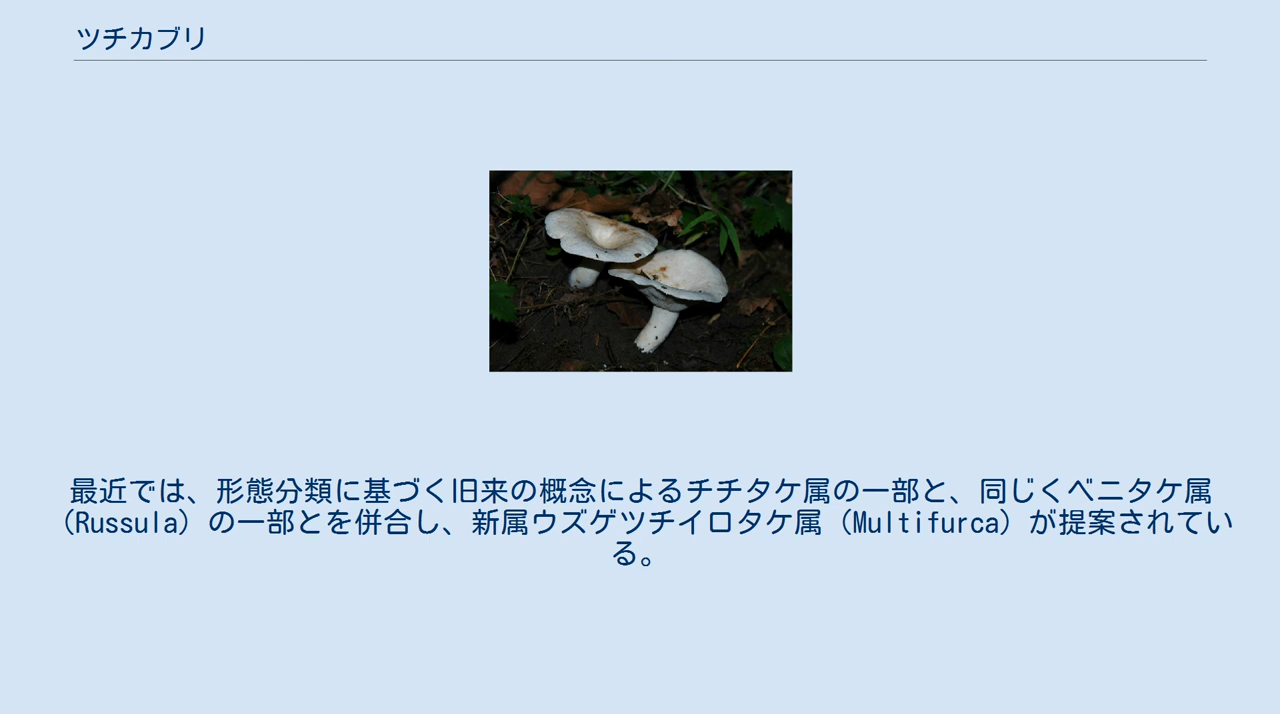 ツチカブリ
最近では、形態分類に基づく旧来の概念によるチチタケ属の一部と、同じくベニタケ属
（Russula）の一部とを併合し、新属ウズゲツチイロタケ属（Multifurca）が提案されてい
る。